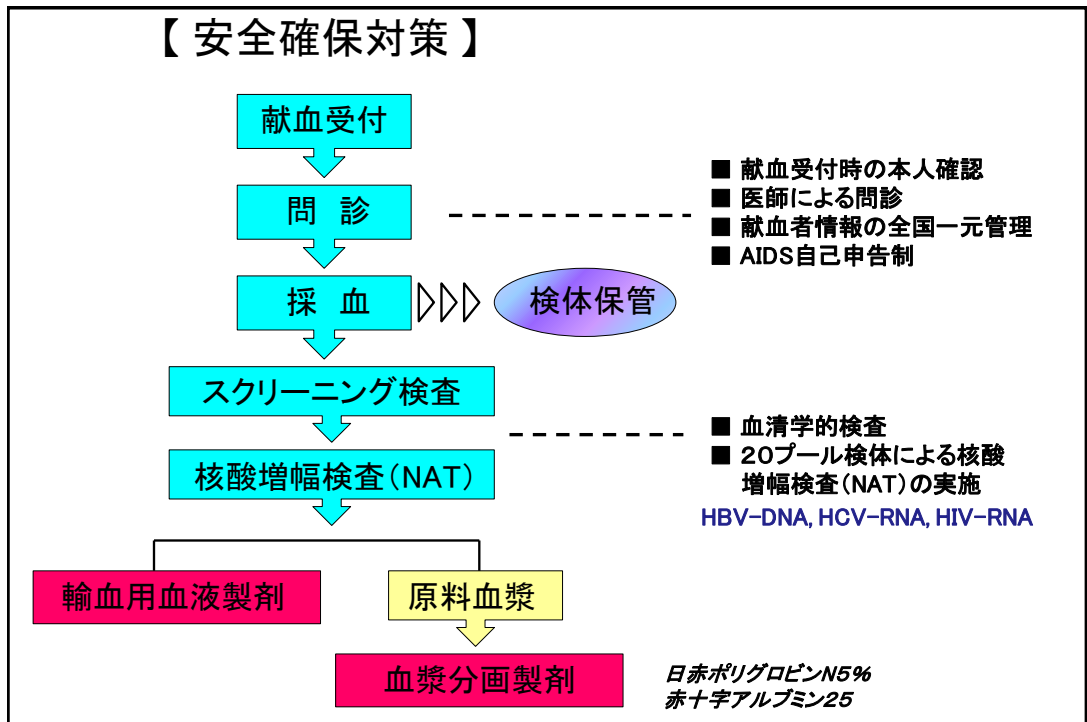 【 安全確保対策 】
献血受付
問 診
■ 献血受付時の本人確認
■ 医師による問診
■ 献血者情報の全国一元管理
■ AIDS自己申告制
採 血
検体保管
スクリーニング検査
核酸増幅検査(NAT)
■ 血清学的検査
■ 20プール検体による核酸
増幅検査(NAT)の実施
HBV-DNA, HCV-RNA, HIV-RNA
輸血用血液製剤
原料血漿
血漿分画製剤
日赤ポリグロビンN5%
赤十字アルブミン25